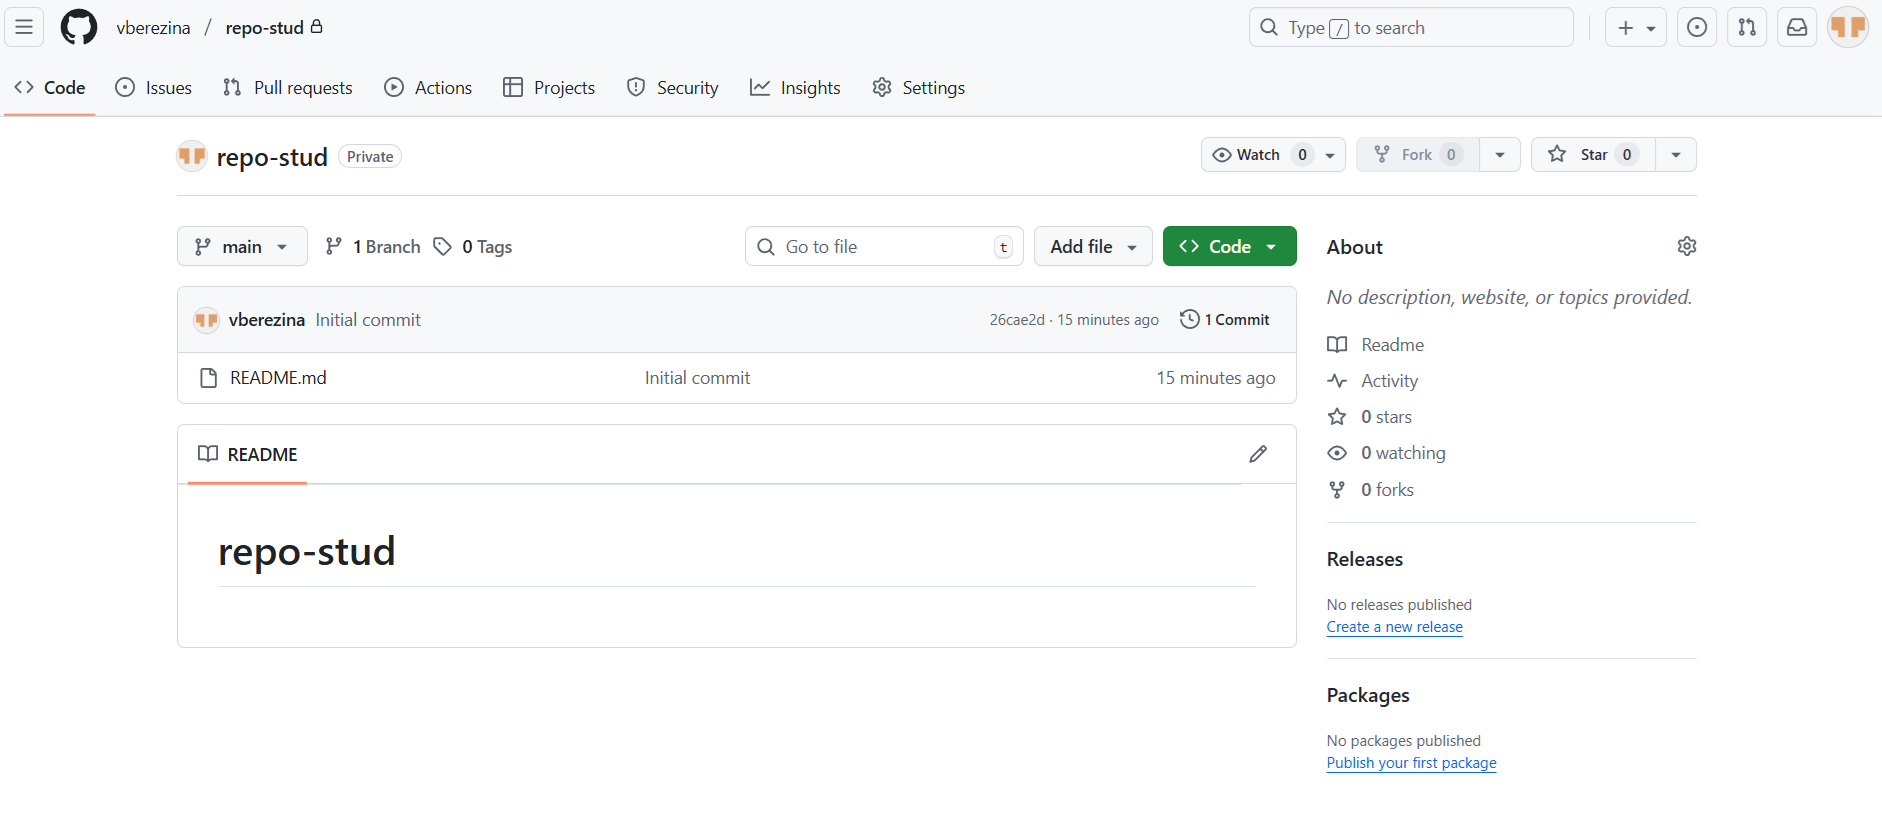 vberezina / repo-stud
Type / to search
Code Issues Pull requests Actions Projects Security Insights Settings
repo-stud Private
Watch 0 Fork 0 Star 0
main 1 Branch 0 Tags
Go to file t Add file Code
vberezina Initial commit 26cae2d · 15 minutes ago 1 Commit
README.md Initial commit 15 minutes ago
README
repo-stud
About
No description, website, or topics provided.
Readme
Activity
0 stars
0 watching
0 forks
Releases
No releases published
Create a new release
Packages
No packages published
Publish your first package